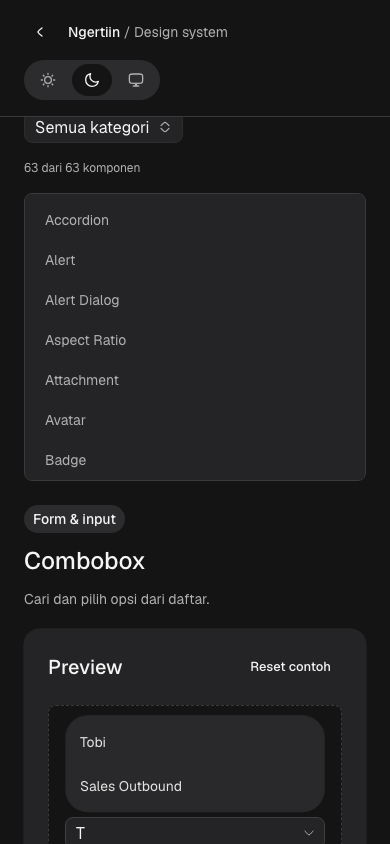 Ngertiin / Design system
Semua kategori
63 dari 63 komponen
Accordion
Alert
Alert Dialog
Aspect Ratio
Attachment
Avatar
Badge
Form & input
Combobox
Cari dan pilih opsi dari daftar.
Preview
Reset contoh
Tobi
Sales Outbound
T